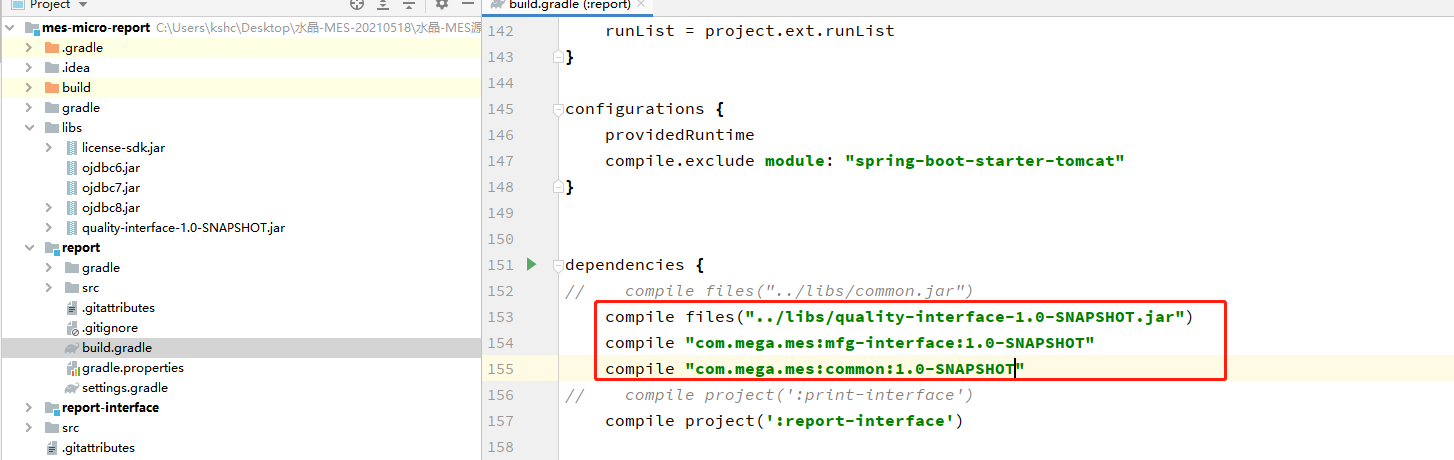 Project
mes-micro-report C:\Users\kshc\Desktop\水晶-MES-20210518\水晶-MES源
.gradle
.idea
build
gradle
libs
license-sdk.jar
ojdbc6.jar
ojdbc7.jar
ojdbc8.jar
quality-interface-1.0-SNAPSHOT.jar
report
gradle
src
.gitattributes
.gitignore
build.gradle
gradle.properties
settings.gradle
report-interface
src
.gitattributes
build.gradle (:report)
142 runList = project.ext.runList
143 }
144
145 configurations {
146 providedRuntime
147 compile.exclude module: "spring-boot-starter-tomcat"
148 }
149
150
151 dependencies {
152 // compile files("../libs/common.jar")
153 compile files("../libs/quality-interface-1.0-SNAPSHOT.jar")
154 compile "com.mega.mes:mfg-interface:1.0-SNAPSHOT"
155 compile "com.mega.mes:common:1.0-SNAPSHOT"
156 // compile project(':print-interface')
157 compile project(':report-interface')
158